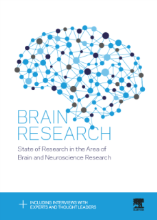 BRAIN
RESEARCH
State of Research in the Area of
Brain and Neuroscience Research
+ INCLUDING INTERVIEWS WITH
EXPERTS AND THOUGHT LEADERS